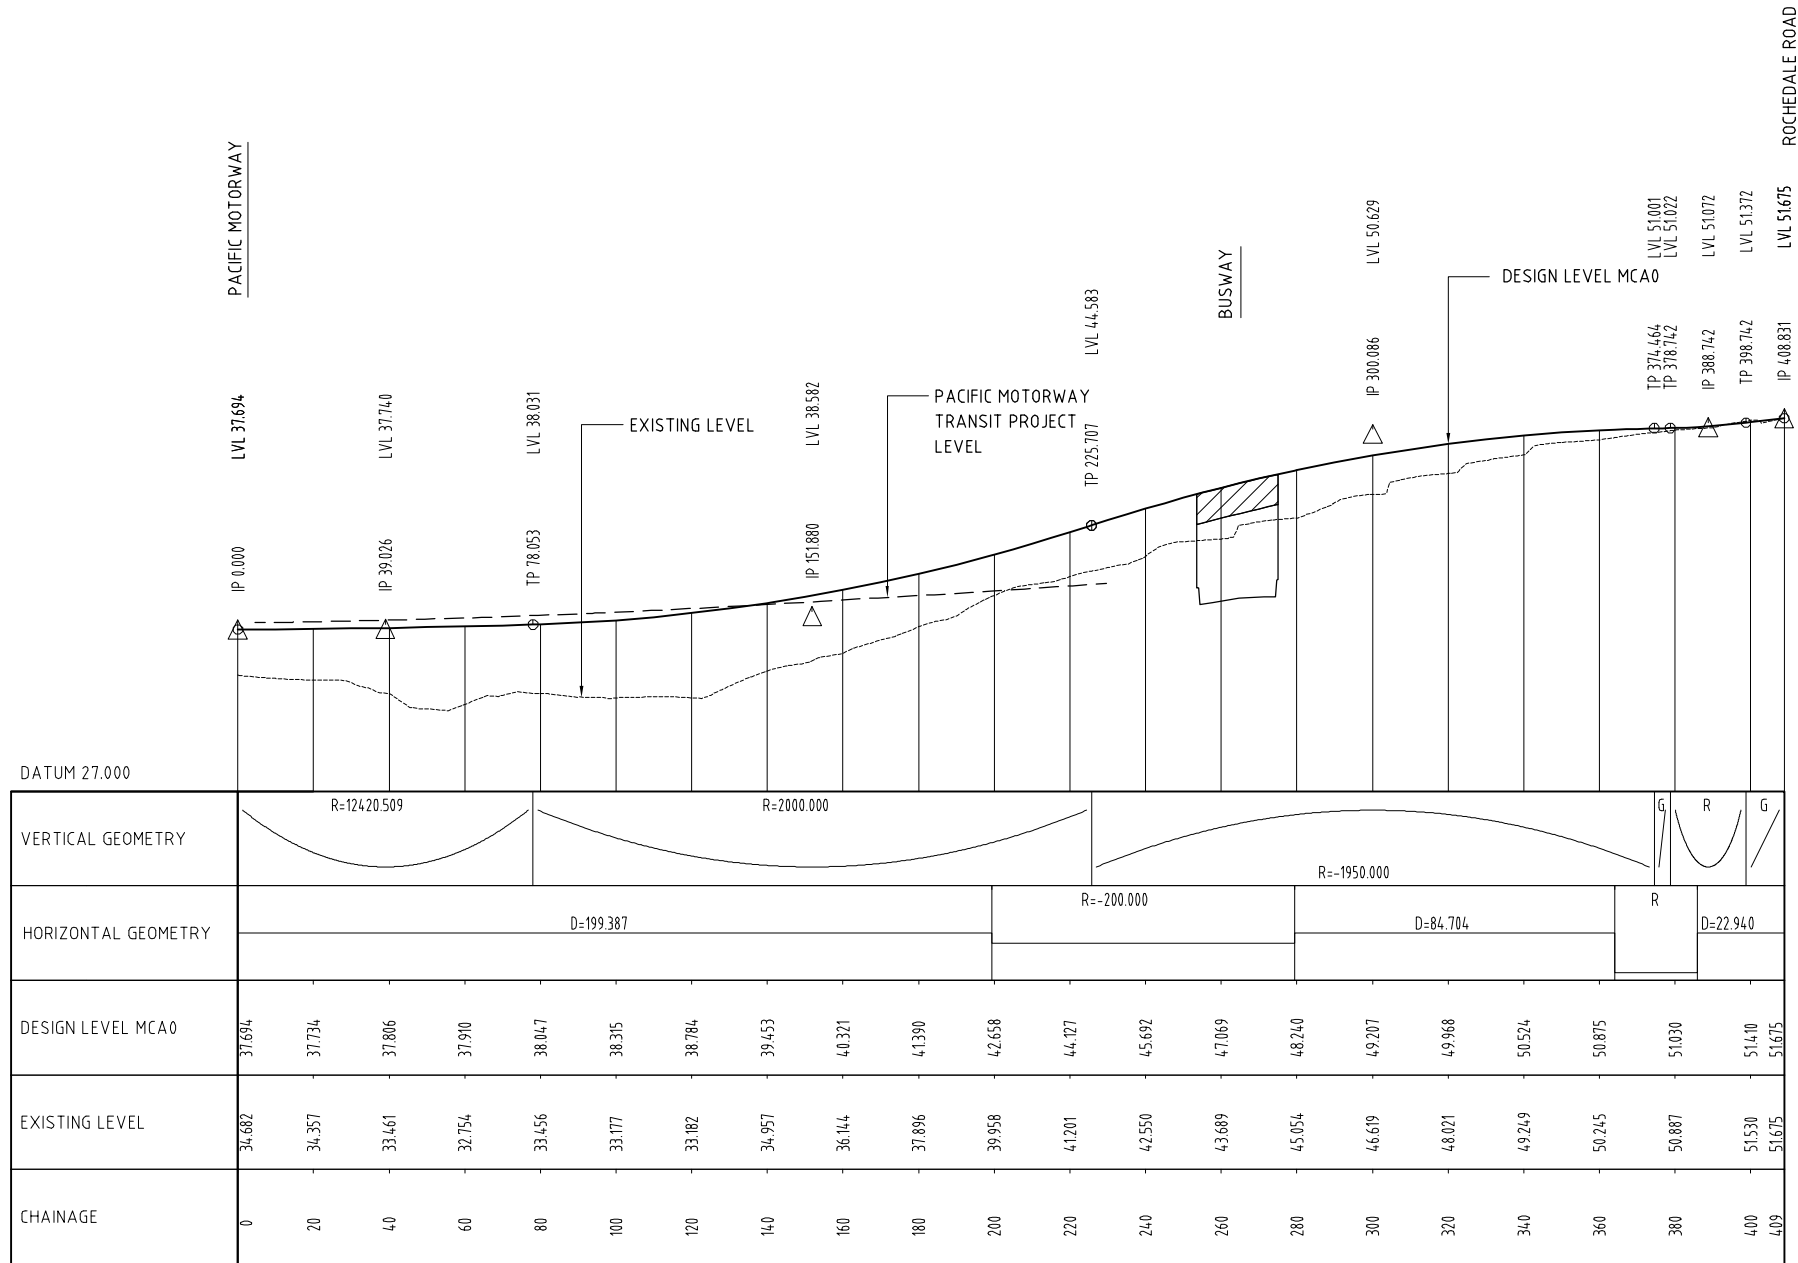 ROCHEDALE ROAD
PACIFIC MOTORWAY
BUSWAY
LVL 37.694
LVL 37.740
LVL 38.031
LVL 38.582
LVL 44.583
LVL 50.629
LVL 51.001
LVL 51.022
LVL 51.072
LVL 51.372
LVL 51.675
IP 0.000
IP 39.026
TP 78.053
IP 151.880
TP 225.707
IP 300.086
TP 374.464
TP 378.742
IP 388.742
TP 398.742
IP 408.831
DESIGN LEVEL MCA0
EXISTING LEVEL
PACIFIC MOTORWAY
TRANSIT PROJECT
LEVEL
DATUM 27.000
VERTICAL GEOMETRY
R=12420.509
R=2000.000
R=-1950.000
G
R
G
HORIZONTAL GEOMETRY
D=199.387
R=-200.000
D=84.704
R
D=22.940
DESIGN LEVEL MCA0
37.694
37.734
37.806
37.910
38.047
38.315
38.784
39.453
40.321
41.390
42.658
44.127
45.692
47.069
48.240
49.207
49.968
50.524
50.875
51.030
51.410
51.675
EXISTING LEVEL
34.682
34.357
33.461
32.754
33.456
33.177
33.182
34.957
36.144
37.896
39.958
41.201
42.550
43.689
45.054
46.619
48.021
49.249
50.245
50.887
51.530
51.675
CHAINAGE
0
20
40
60
80
100
120
140
160
180
200
220
240
260
280
300
320
340
360
380
400
409